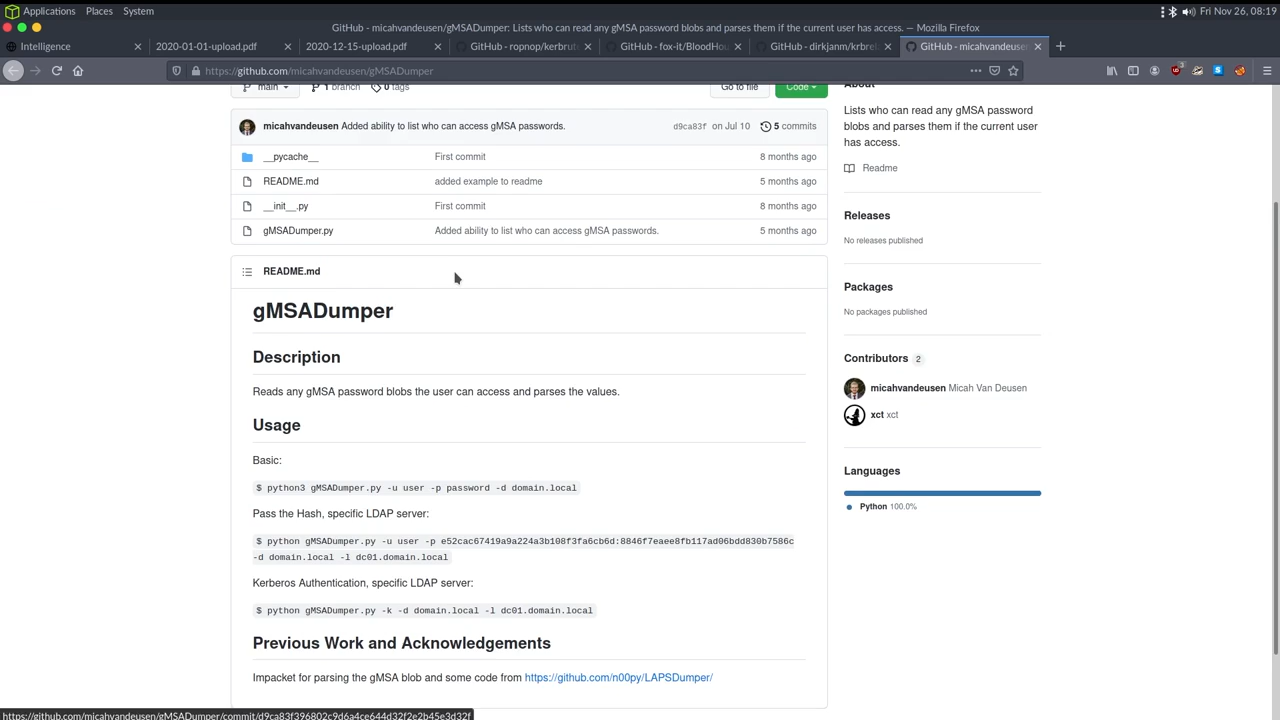 Applications Places System Fri Nov 26, 08:19
GitHub - micahvandeusen/gMSADumper: Lists who can read any gMSA password blobs and parses them if the current user has access. — Mozilla Firefox
Intelligence 2020-01-01-upload.pdf 2020-12-15-upload.pdf GitHub - ropnop/kerbrute GitHub - fox-it/BloodHou GitHub - dirkjanm/krbrela GitHub - micahvandeusen
https://github.com/micahvandeusen/gMSADumper 3
main 1 branch 0 tags Go to file Code About
micahvandeusen Added ability to list who can access gMSA passwords. d9ca83f on Jul 10 5 commits
__pycache__ First commit 8 months ago
README.md added example to readme 5 months ago
__init__.py First commit 8 months ago
gMSADumper.py Added ability to list who can access gMSA passwords. 5 months ago
README.md
gMSADumper
Description
Reads any gMSA password blobs the user can access and parses the values.
Usage
Basic:
$ python3 gMSADumper.py -u user -p password -d domain.local
Pass the Hash, specific LDAP server:
$ python gMSADumper.py -u user -p e52cac67419a9a224a3b108f3fa6cb6d:8846f7eaee8fb117ad06bdd830b7586c
-d domain.local -l dc01.domain.local
Kerberos Authentication, specific LDAP server:
$ python gMSADumper.py -k -d domain.local -l dc01.domain.local
Previous Work and Acknowledgements
Impacket for parsing the gMSA blob and some code from https://github.com/n00py/LAPSDumper/
Lists who can read any gMSA password
blobs and parses them if the current user
has access.
Readme
Releases
No releases published
Packages
No packages published
Contributors 2
micahvandeusen Micah Van Deusen
xct xct
Languages
Python 100.0%
https://github.com/micahvandeusen/gMSADumper/commit/d9ca83f396802c9d6a4ce644d32f2e2b45e3d32f